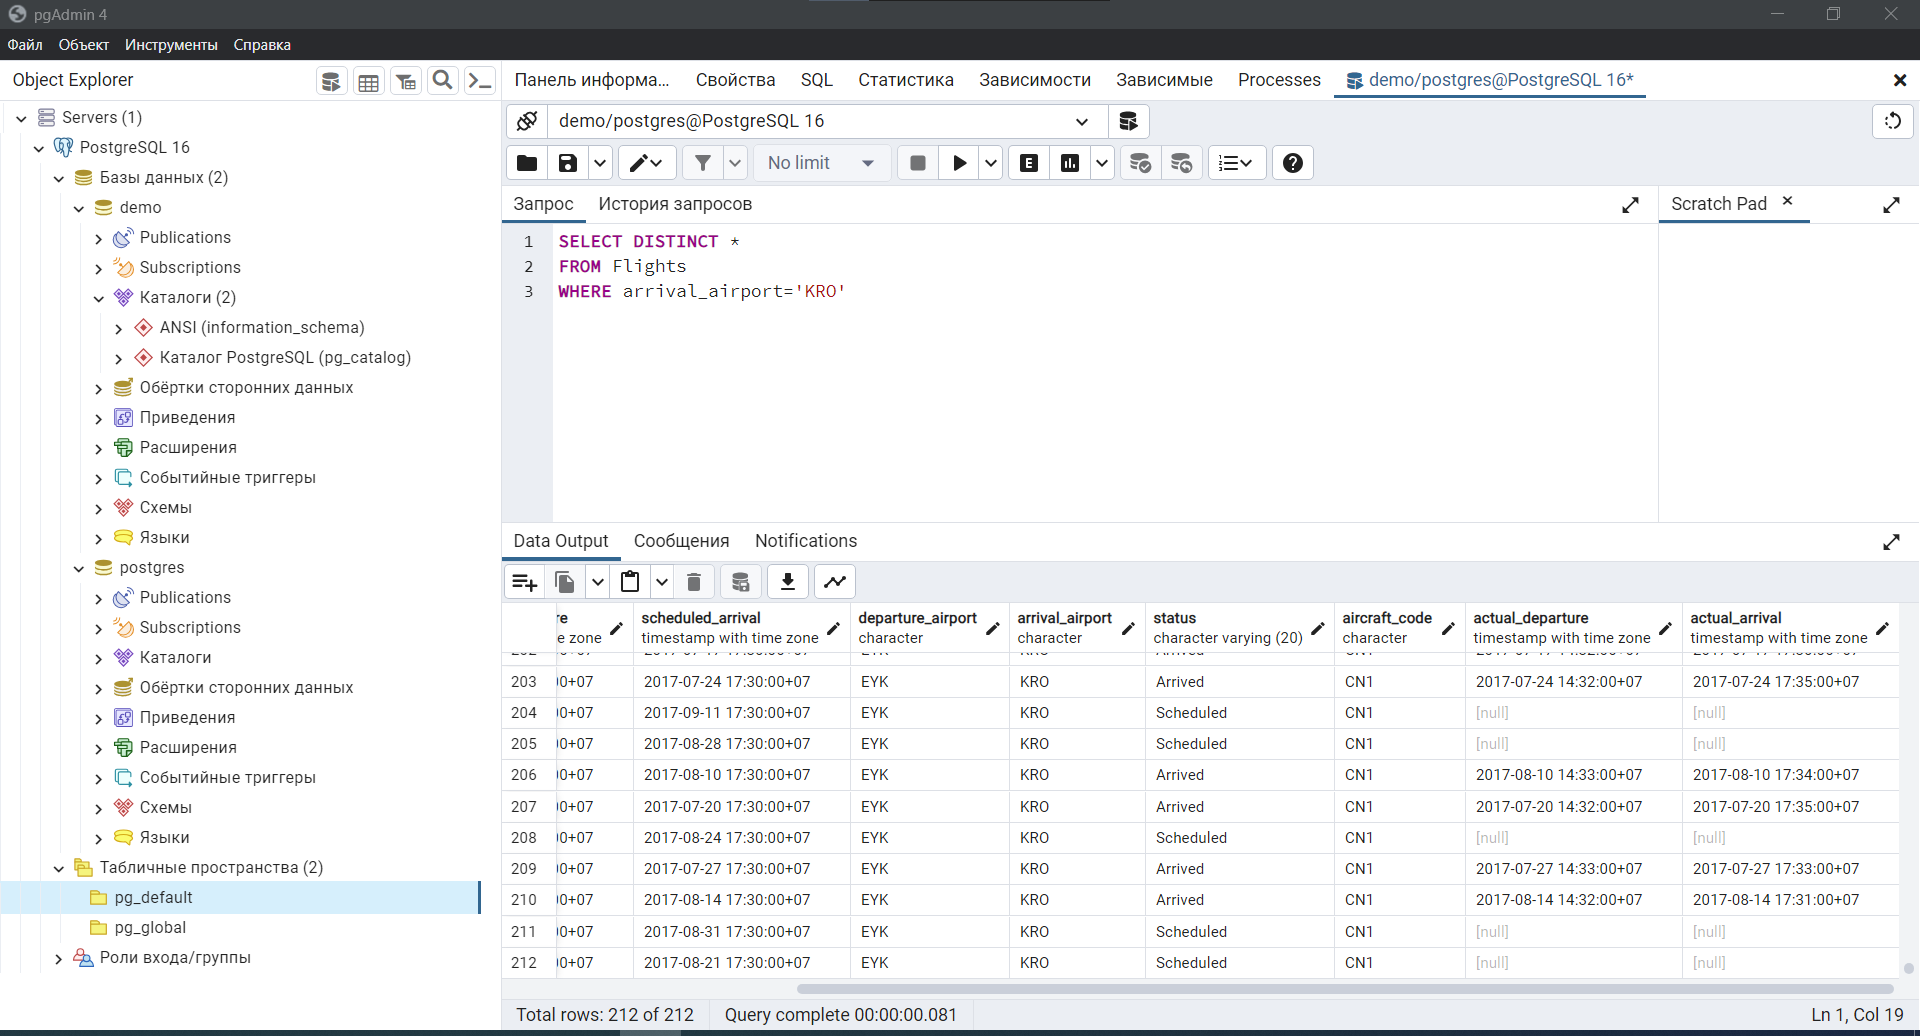 pgAdmin 4
Файл Объект Инструменты Справка
Object Explorer
Панель информа... Свойства SQL Статистика Зависимости Зависимые Processes demo/postgres@PostgreSQL 16*
Servers (1)
PostgreSQL 16
Базы данных (2)
demo
Publications
Subscriptions
Каталоги (2)
ANSI (information_schema)
Каталог PostgreSQL (pg_catalog)
Обёртки сторонних данных
Приведения
Расширения
Событийные триггеры
Схемы
Языки
postgres
Publications
Subscriptions
Каталоги
Обёртки сторонних данных
Приведения
Расширения
Событийные триггеры
Схемы
Языки
Табличные пространства (2)
pg_default
pg_global
Роли входа/группы
demo/postgres@PostgreSQL 16
No limit
E
Запрос История запросов
Scratch Pad
1 SELECT DISTINCT *
2 FROM Flights
3 WHERE arrival_airport='KRO'
Data Output Сообщения Notifications
re scheduled_arrival departure_airport arrival_airport status aircraft_code actual_departure actual_arrival
e zone timestamp with time zone character character character varying (20) character timestamp with time zone timestamp with time zone
203 00+07 2017-07-24 17:30:00+07 EYK KRO Arrived CN1 2017-07-24 14:32:00+07 2017-07-24 17:35:00+07
204 00+07 2017-09-11 17:30:00+07 EYK KRO Scheduled CN1 [null] [null]
205 00+07 2017-08-28 17:30:00+07 EYK KRO Scheduled CN1 [null] [null]
206 00+07 2017-08-10 17:30:00+07 EYK KRO Arrived CN1 2017-08-10 14:33:00+07 2017-08-10 17:34:00+07
207 00+07 2017-07-20 17:30:00+07 EYK KRO Arrived CN1 2017-07-20 14:32:00+07 2017-07-20 17:35:00+07
208 00+07 2017-08-24 17:30:00+07 EYK KRO Scheduled CN1 [null] [null]
209 00+07 2017-07-27 17:30:00+07 EYK KRO Arrived CN1 2017-07-27 14:33:00+07 2017-07-27 17:33:00+07
210 00+07 2017-08-14 17:30:00+07 EYK KRO Arrived CN1 2017-08-14 14:32:00+07 2017-08-14 17:31:00+07
211 00+07 2017-08-31 17:30:00+07 EYK KRO Scheduled CN1 [null] [null]
212 00+07 2017-08-21 17:30:00+07 EYK KRO Scheduled CN1 [null] [null]
Total rows: 212 of 212 Query complete 00:00:00.081
Ln 1, Col 19